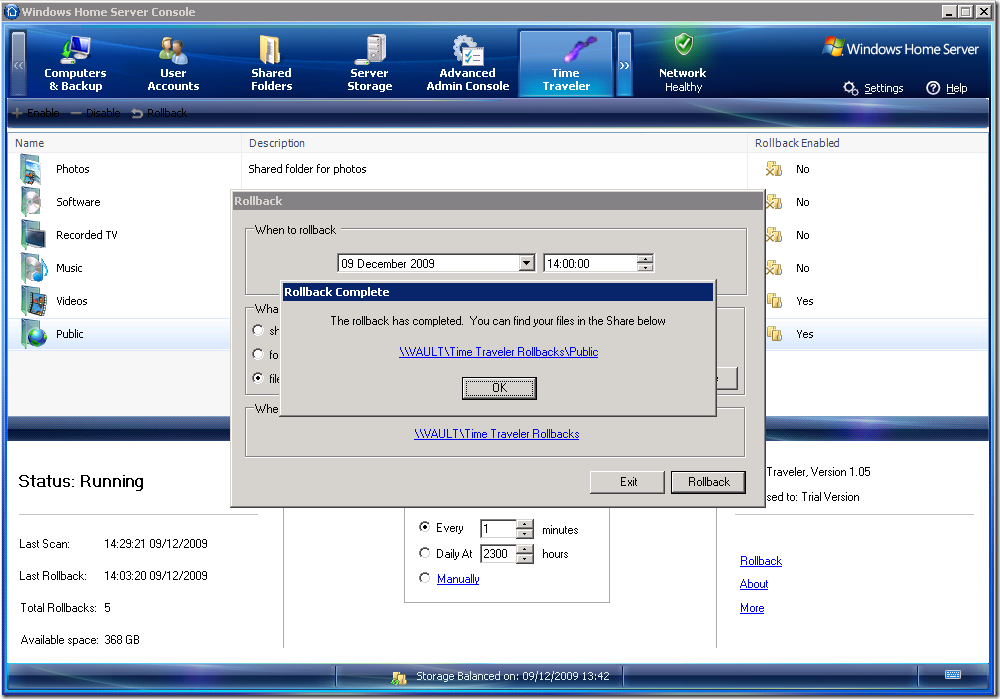 Windows Home Server Console
Computers & Backup
User Accounts
Shared Folders
Server Storage
Advanced Admin Console
Time Traveler
Network Healthy
Windows Home Server
Settings
Help
Enable
Disable
Rollback
Name
Description
Rollback Enabled
Photos
Shared folder for photos
No
Software
No
Recorded TV
No
Music
No
Videos
Yes
Public
Yes
Rollback
When to rollback
09 December 2009
14:00:00
Wha
sh
fo
file
Rollback Complete
The rollback has completed. You can find your files in the Share below
\\VAULT\Time Traveler Rollbacks\Public
OK
Whe
\\VAULT\Time Traveler Rollbacks
Exit
Rollback
Status: Running
Last Scan: 14:29:21 09/12/2009
Last Rollback: 14:03:20 09/12/2009
Total Rollbacks: 5
Available space: 368 GB
Every 1 minutes
Daily At 2300 hours
Manually
Traveler, Version 1.05
sed to: Trial Version
Rollback
About
More
Storage Balanced on: 09/12/2009 13:42